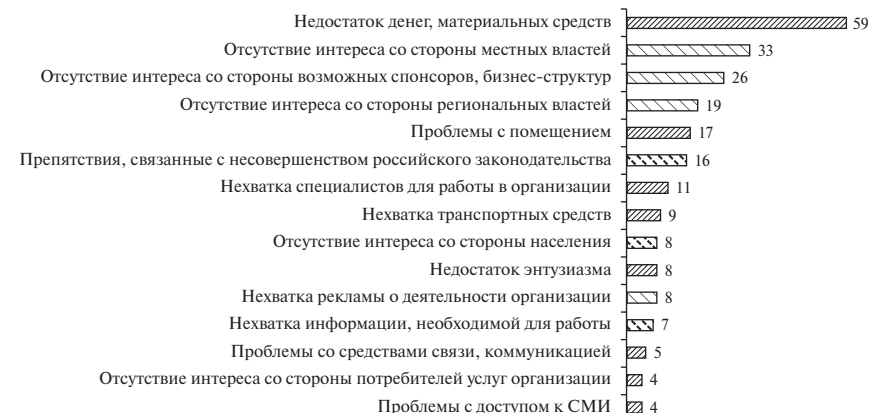 Недостаток денег, материальных средств 59
Отсутствие интереса со стороны местных властей 33
Отсутствие интереса со стороны возможных спонсоров, бизнес-структур 26
Отсутствие интереса со стороны региональных властей 19
Проблемы с помещением 17
Препятствия, связанные с несовершенством российского законодательства 16
Нехватка специалистов для работы в организации 11
Нехватка транспортных средств 9
Отсутствие интереса со стороны населения 8
Недостаток энтузиазма 8
Нехватка рекламы о деятельности организации 8
Нехватка информации, необходимой для работы 7
Проблемы со средствами связи, коммуникацией 5
Отсутствие интереса со стороны потребителей услуг организации 4
Проблемы с доступом к СМИ 4